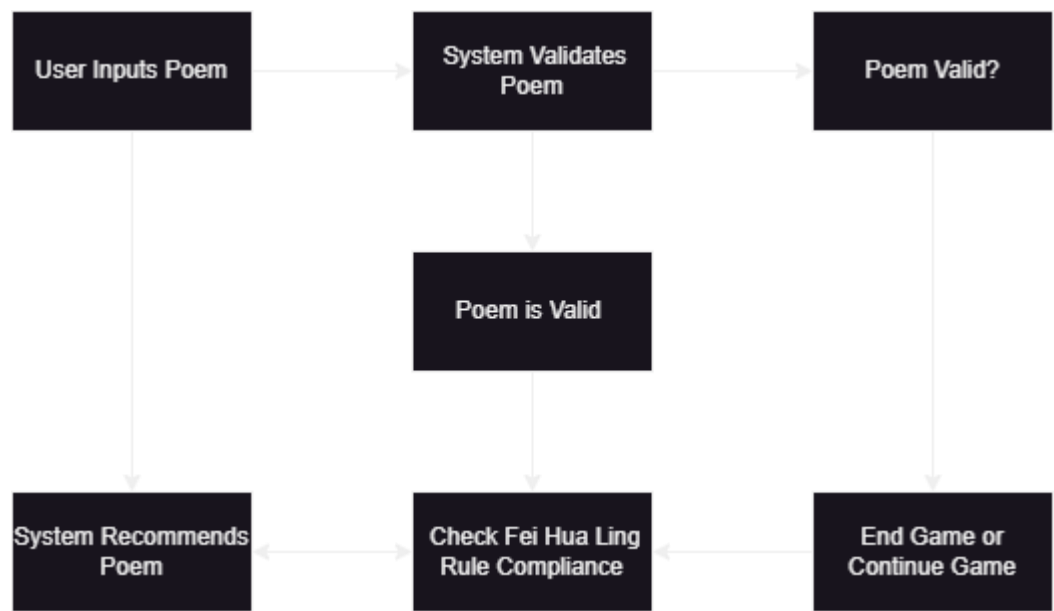 User Inputs Poem
System Validates
Poem
Poem Valid?
Poem is Valid
System Recommends
Poem
Check Fei Hua Ling
Rule Compliance
End Game or
Continue Game